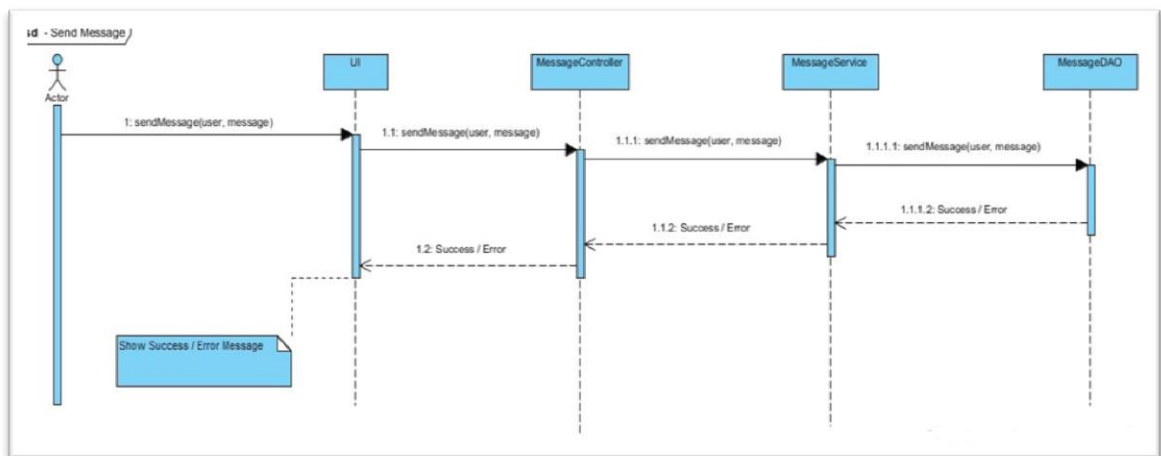 sd - Send Message
UI
MessageController
MessageService
MessageDAO
Actor
1: sendMessage(user, message)
1.1: sendMessage(user, message)
1.1.1: sendMessage(user, message)
1.1.1.1: sendMessage(user, message)
1.1.1.2: Success / Error
1.1.2: Success / Error
1.2: Success / Error
Show Success / Error Message